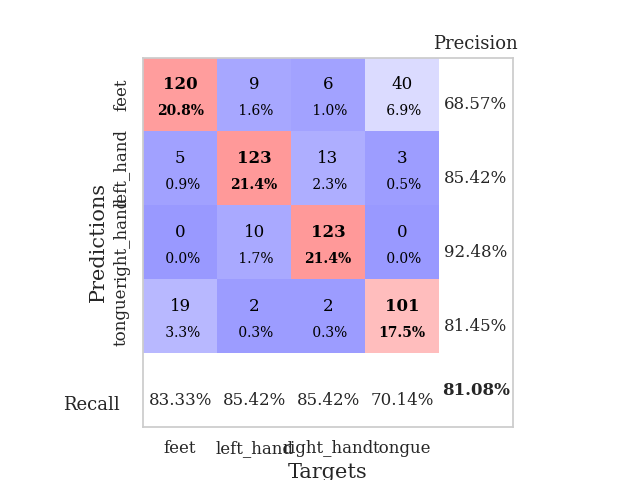 Precision
120 9 6 40
20.8% 1.6% 1.0% 6.9%
68.57%
5 123 13 3
0.9% 21.4% 2.3% 0.5%
85.42%
0 10 123 0
0.0% 1.7% 21.4% 0.0%
92.48%
19 2 2 101
3.3% 0.3% 0.3% 17.5%
81.45%
83.33% 85.42% 85.42% 70.14% 81.08%
Recall
feet left_hand right_hand tongue
Targets
Predictions
feet
left_hand
right_hand
tongue